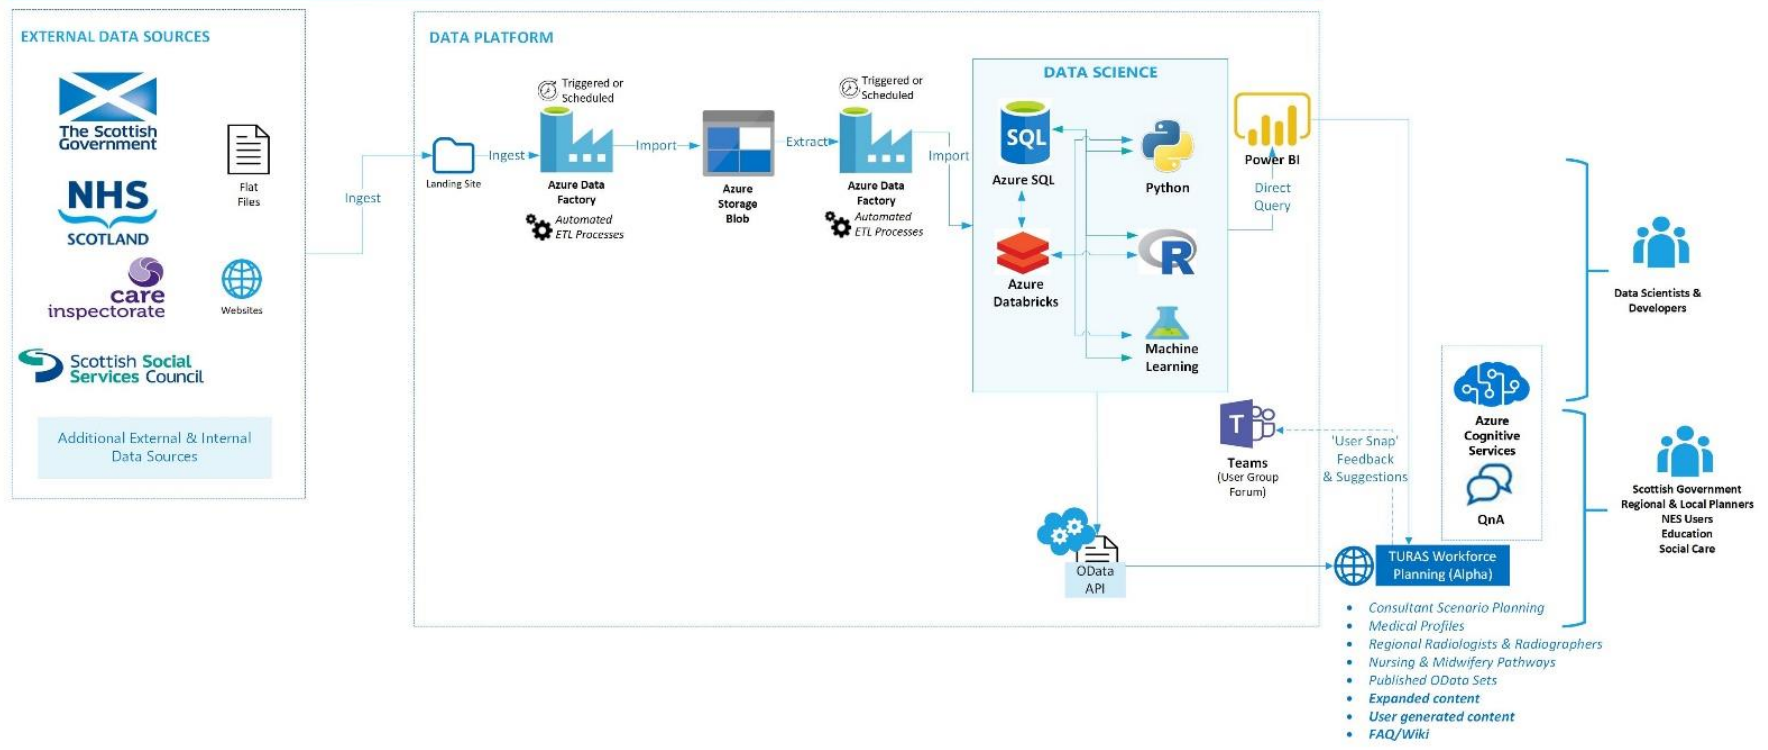 EXTERNAL DATA SOURCES
The Scottish
Government
NHS
SCOTLAND
care
inspectorate
Scottish Social
Services Council
Flat
Files
Websites
Additional External & Internal
Data Sources
Ingest
DATA PLATFORM
Landing Site
Ingest
Triggered or
Scheduled
Azure Data
Factory
Automated
ETL Processes
Import
Azure
Storage
Blob
Extract
Triggered or
Scheduled
Azure Data
Factory
Automated
ETL Processes
Import
DATA SCIENCE
SQL
Azure SQL
Azure
Databricks
Python
R
Machine
Learning
Power BI
Direct
Query
T
Teams
(User Group
Forum)
'User Snap'
Feedback
& Suggestions
OData
API
Azure
Cognitive
Services
QnA
TURAS Workforce
Planning (Alpha)
• Consultant Scenario Planning
• Medical Profiles
• Regional Radiologists & Radiographers
• Nursing & Midwifery Pathways
• Published OData Sets
• Expanded content
• User generated content
• FAQ/Wiki
Data Scientists &
Developers
Scottish Government
Regional & Local Planners
NES Users
Education
Social Care